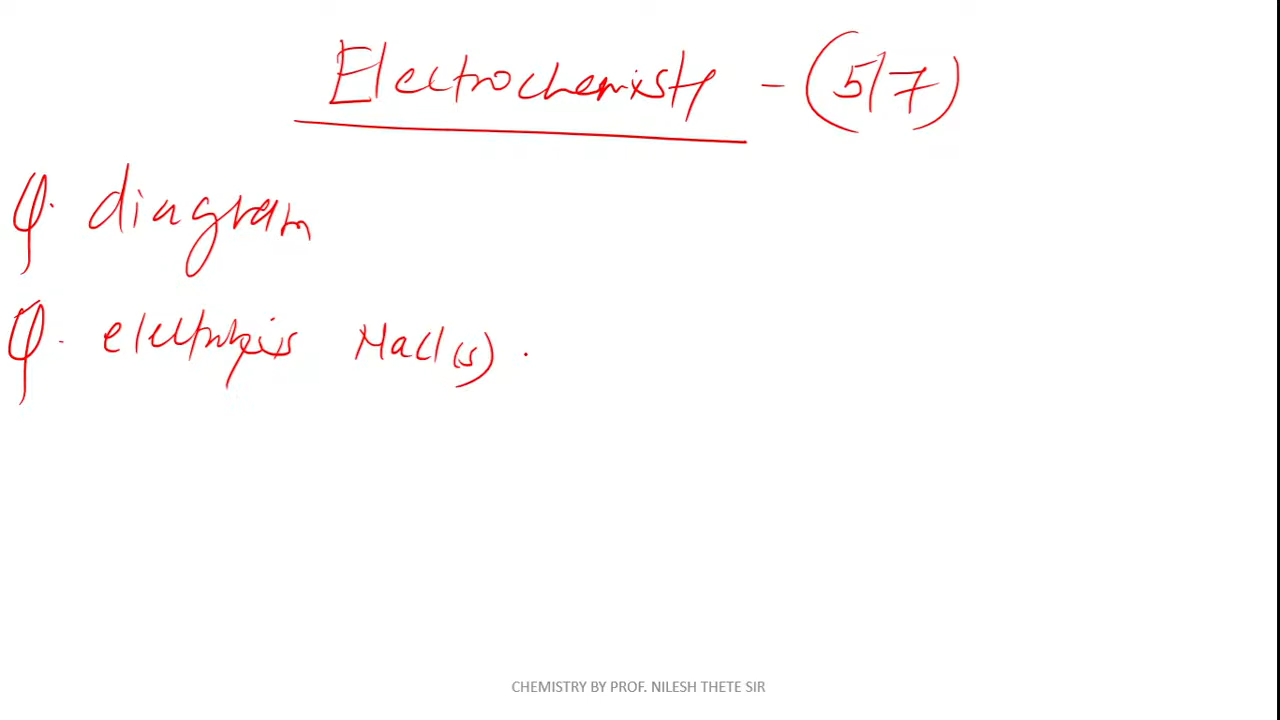 Electrochemistry - (5/7)
Q. diagram
Q. electrolysis NaCl(s).
CHEMISTRY BY PROF. NILESH THETE SIR